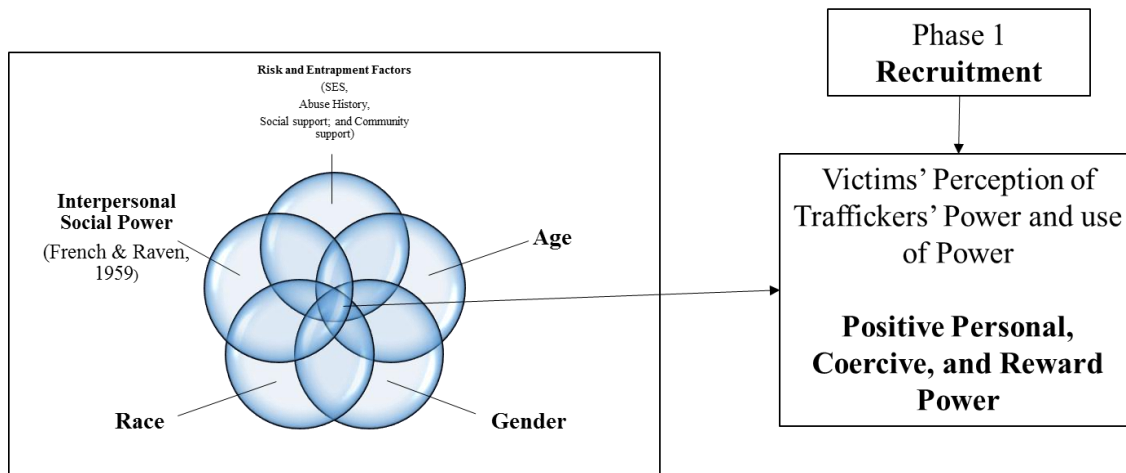 Risk and Entrapment Factors
(SES,
Abuse History,
Social support; and Community
support)
Interpersonal
Social Power
(French & Raven,
1959)
Age
Race
Gender
Phase 1
Recruitment
Victims' Perception of
Traffickers' Power and use
of Power
Positive Personal,
Coercive, and Reward
Power